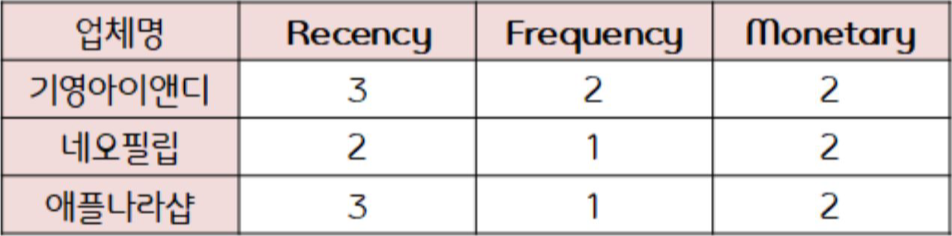 업체명 Recency Frequency Monetary
기영아이앤디 3 2 2
네오필립 2 1 2
애플나라샵 3 1 2